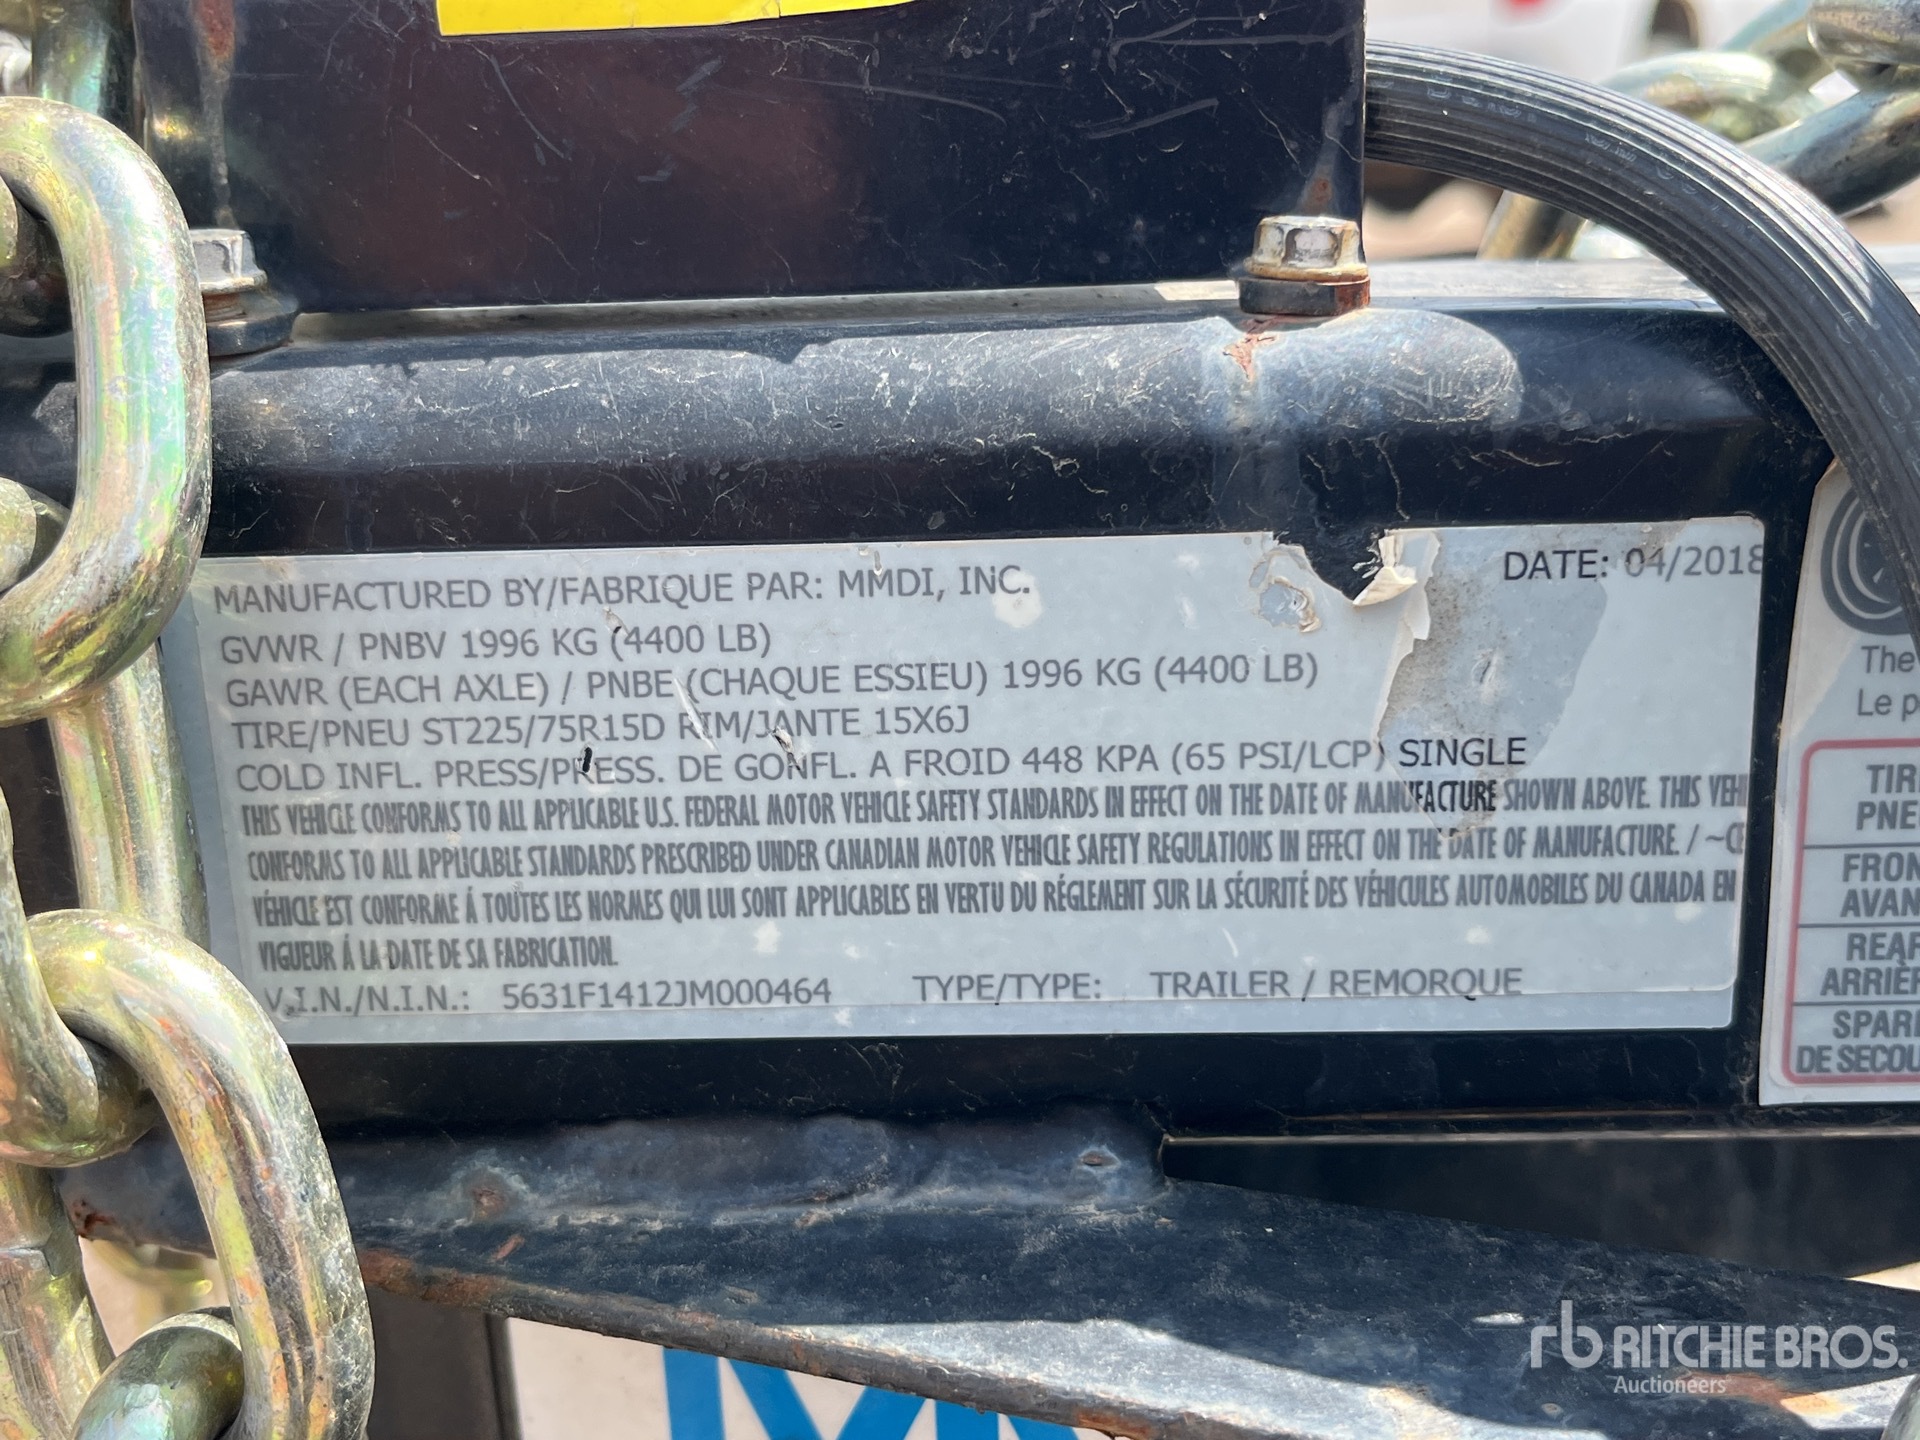 MANUFACTURED BY/FABRIQUE PAR: MMDI, INC. DATE: 04/2018
GVWR / PNBV 1996 KG (4400 LB)
GAWR (EACH AXLE) / PNBE (CHAQUE ESSIEU) 1996 KG (4400 LB)
TIRE/PNEU ST225/75R15D RIM/JANTE 15X6J
COLD INFL. PRESS/PRESS. DE GONFL. A FROID 448 KPA (65 PSI/LCP) SINGLE
THIS VEHICLE CONFORMS TO ALL APPLICABLE U.S. FEDERAL MOTOR VEHICLE SAFETY STANDARDS IN EFFECT ON THE DATE OF MANUFACTURE SHOWN ABOVE. THIS VEH
CONFORMS TO ALL APPLICABLE STANDARDS PRESCRIBED UNDER CANADIAN MOTOR VEHICLE SAFETY REGULATIONS IN EFFECT ON THE DATE OF MANUFACTURE. / ~CE
VÉHICLE EST CONFORME Á TOUTES LES NORMES QUI LUI SONT APPLICABLES EN VERTU DU RÉGLEMENT SUR LA SÉCURITÉ DES VÉHICULES AUTOMOBILES DU CANADA EN
VIGUEUR Á LA DATE DE SA FABRICATION.
V.I.N./N.I.N.: 5631F1412JM000464 TYPE/TYPE: TRAILER / REMORQUE
The
Le p
TIR
PNE
FRON
AVAN
REAR
ARRIÈR
SPAR
DE SECOU
rb RITCHIE BROS.
Auctioneers